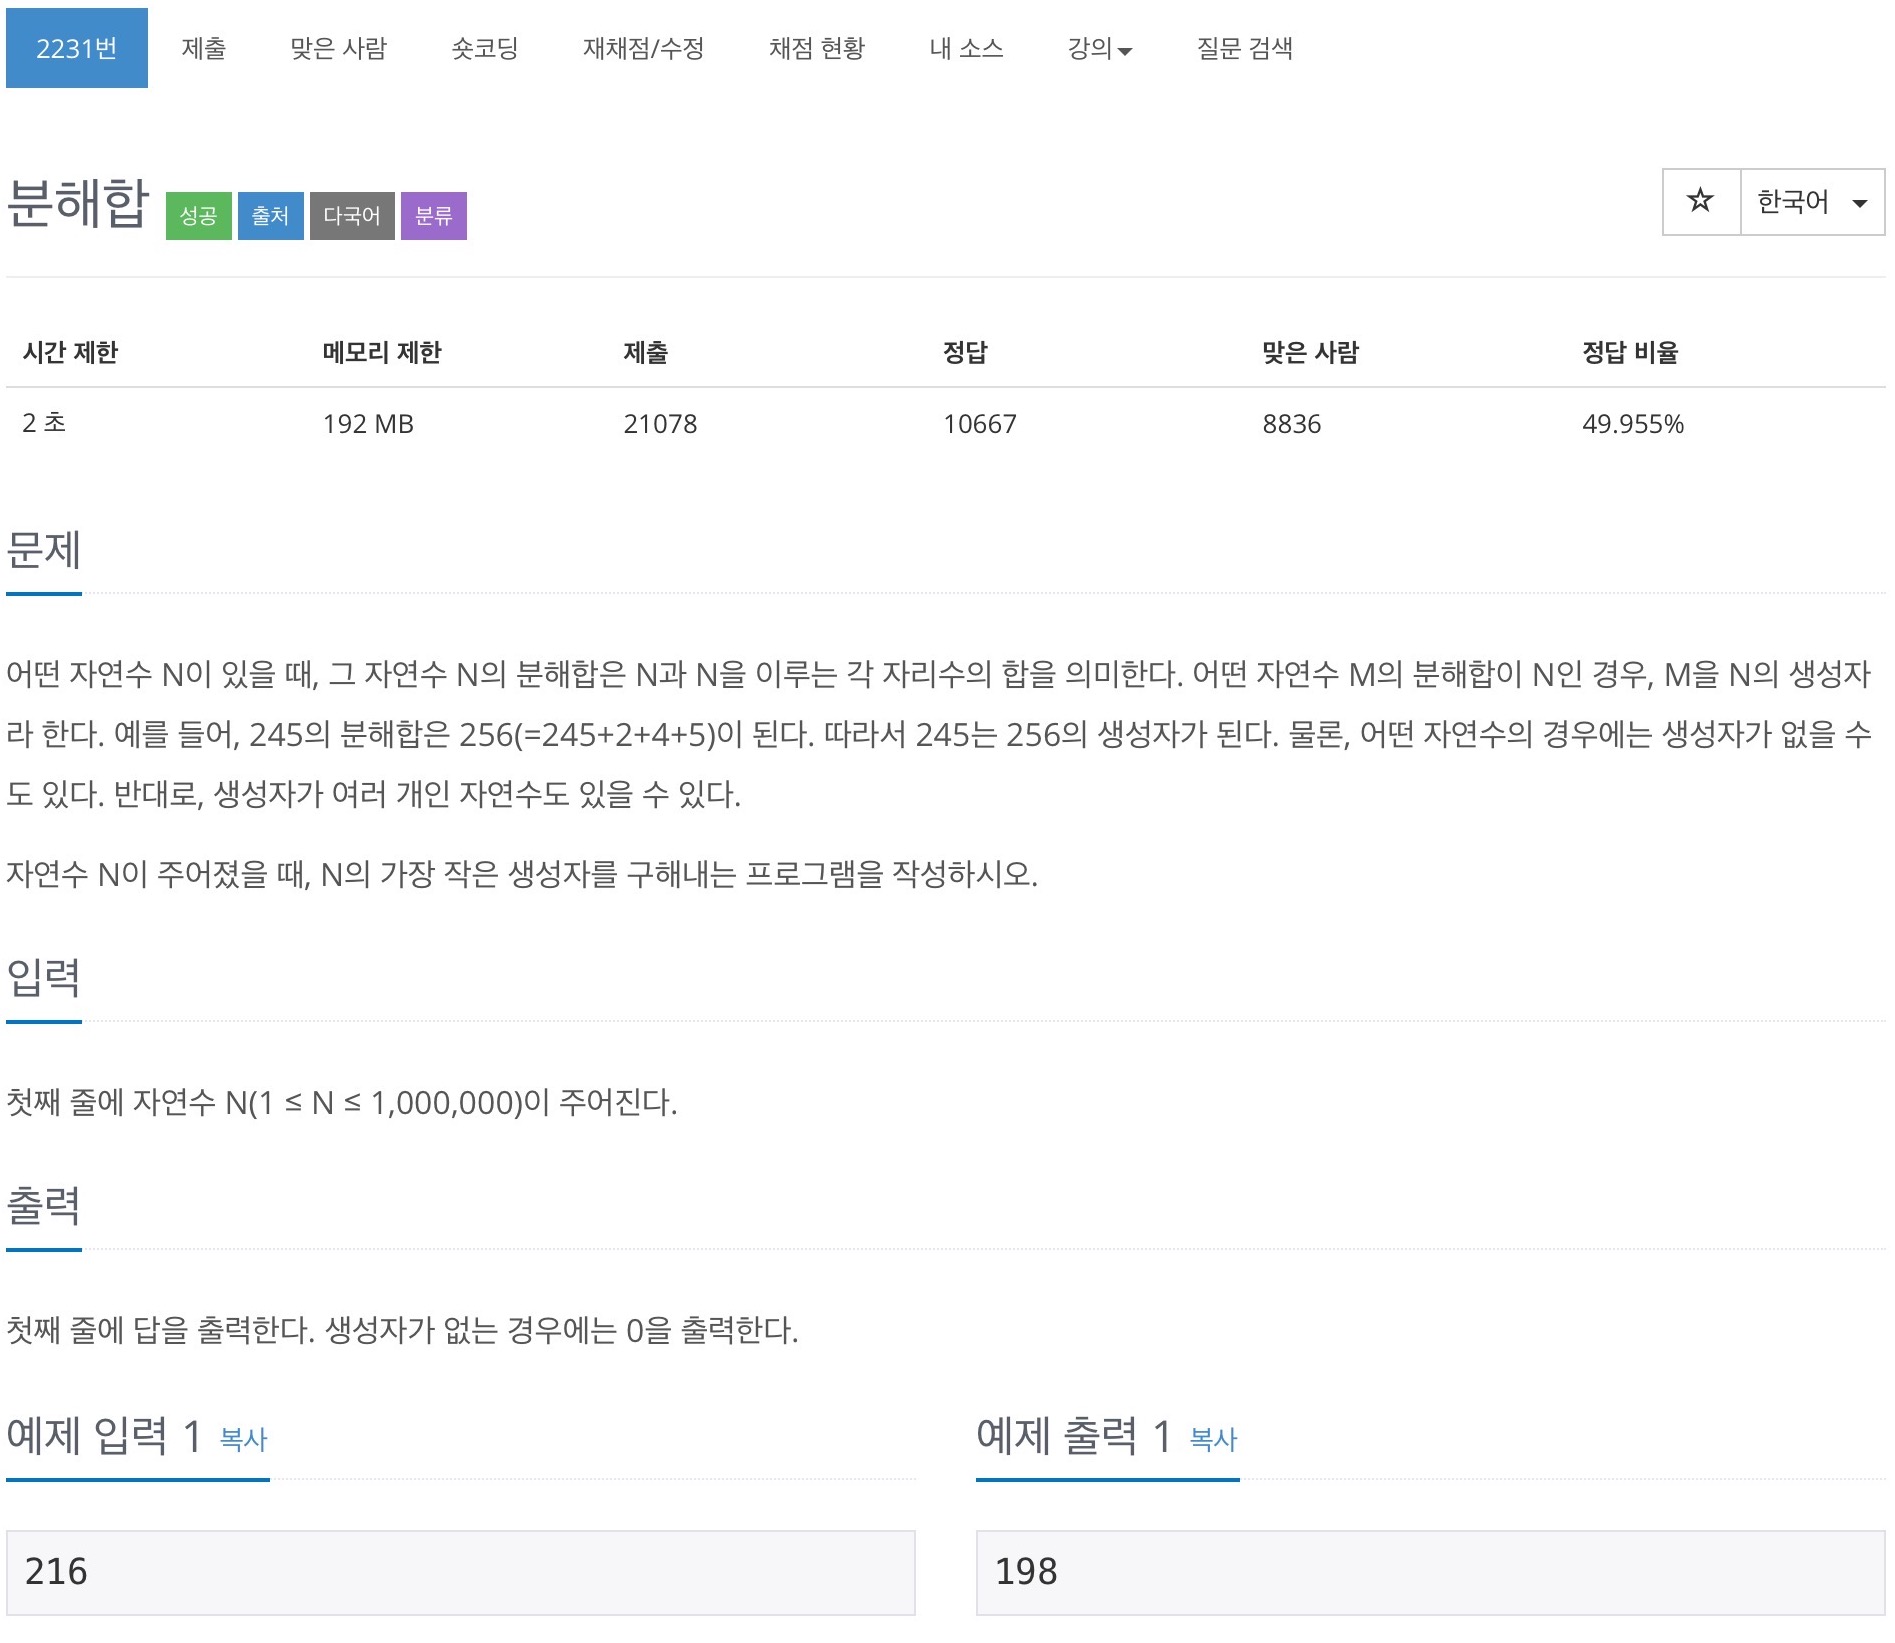 2231번 제출 맞은 사람 숏코딩 재채점/수정 채점 현황 내 소스 강의 질문 검색
분해합 성공 출처 다국어 분류 ☆ 한국어
시간 제한 메모리 제한 제출 정답 맞은 사람 정답 비율
2 초 192 MB 21078 10667 8836 49.955%
문제
어떤 자연수 N이 있을 때, 그 자연수 N의 분해합은 N과 N을 이루는 각 자리수의 합을 의미한다. 어떤 자연수 M의 분해합이 N인 경우, M을 N의 생성자
라 한다. 예를 들어, 245의 분해합은 256(=245+2+4+5)이 된다. 따라서 245는 256의 생성자가 된다. 물론, 어떤 자연수의 경우에는 생성자가 없을 수
도 있다. 반대로, 생성자가 여러 개인 자연수도 있을 수 있다.
자연수 N이 주어졌을 때, N의 가장 작은 생성자를 구해내는 프로그램을 작성하시오.
입력
첫째 줄에 자연수 N(1 ≤ N ≤ 1,000,000)이 주어진다.
출력
첫째 줄에 답을 출력한다. 생성자가 없는 경우에는 0을 출력한다.
예제 입력 1 복사
216
예제 출력 1 복사
198